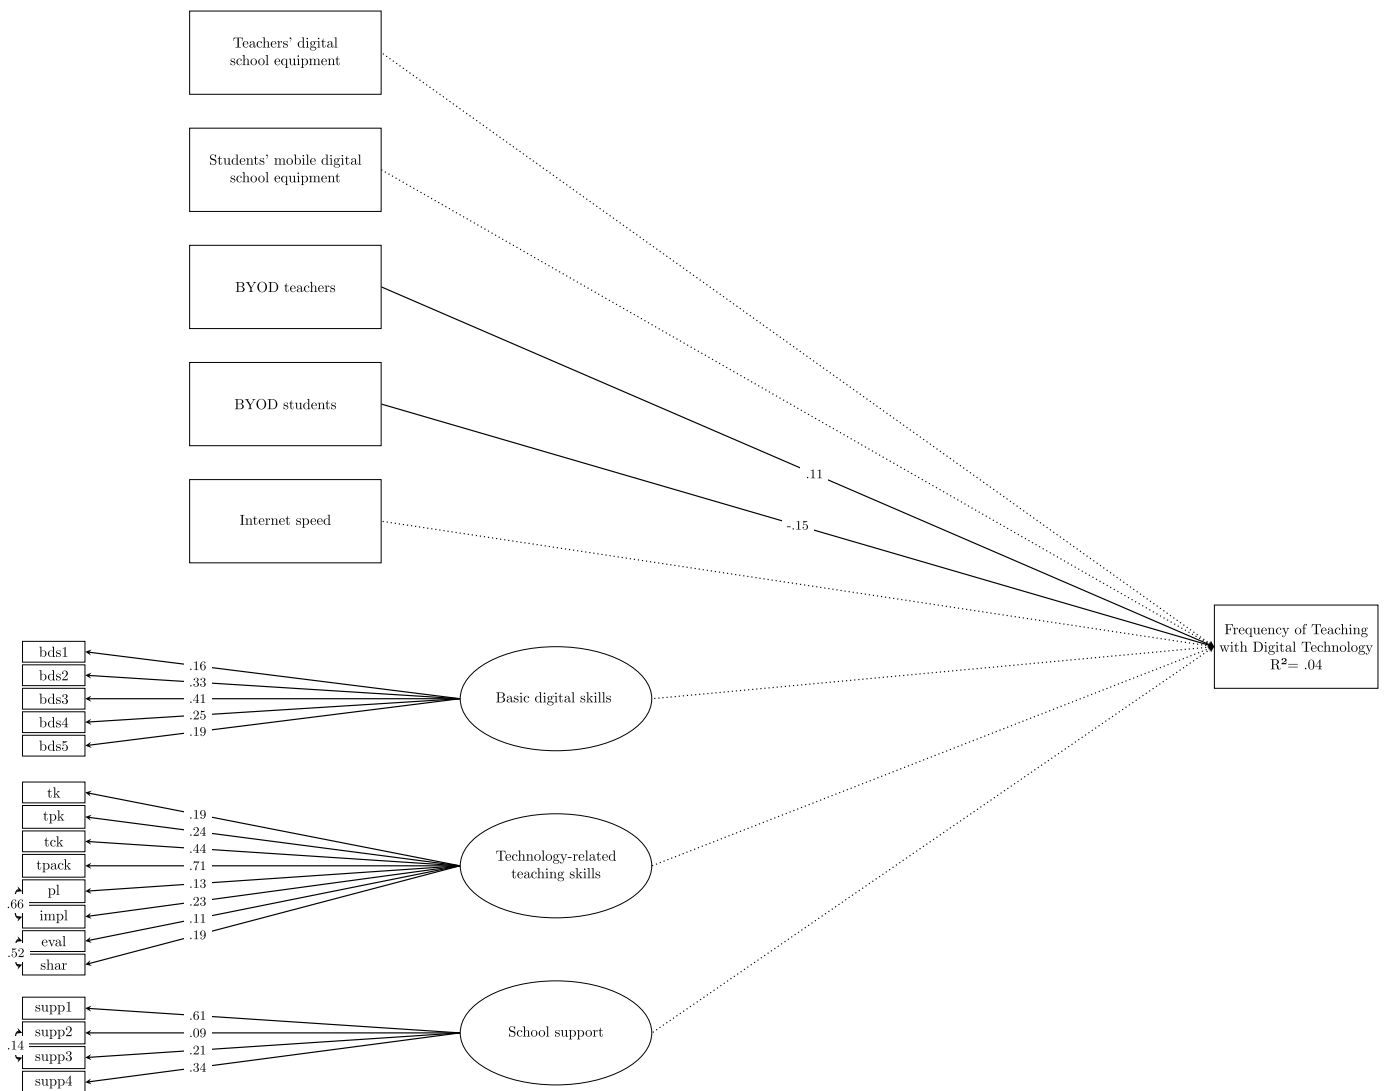 Teachers' digital
school equipment
Students' mobile digital
school equipment
BYOD teachers
BYOD students
Internet speed
.11
-.15
Frequency of Teaching
with Digital Technology
R²= .04
bds1
bds2
bds3
bds4
bds5
.16
.33
.41
.25
.19
Basic digital skills
tk
tpk
tck
tpack
pl
impl
eval
shar
.66
.52
.19
.24
.44
.71
.13
.23
.11
.19
Technology-related
teaching skills
supp1
supp2
supp3
supp4
.14
.61
.09
.21
.34
School support